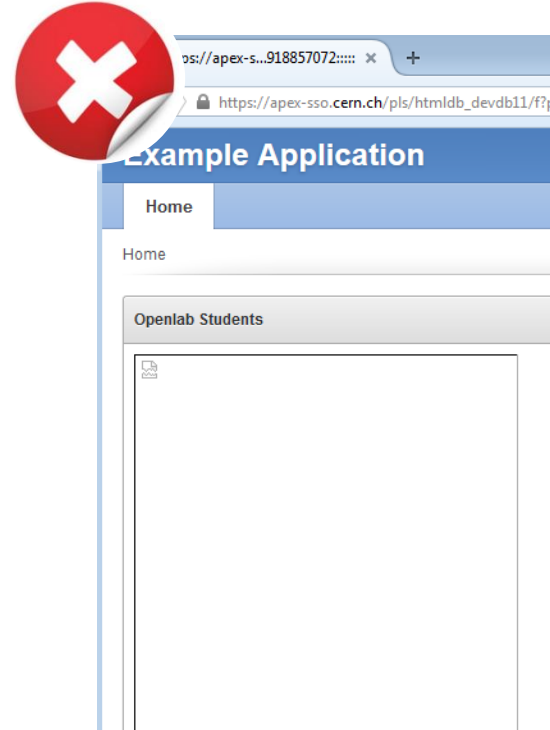 ps://apex-s...918857072:::::
https://apex-sso.cern.ch/pls/htmldb_devdb11/f?p
Example Application
Home
Home
Openlab Students